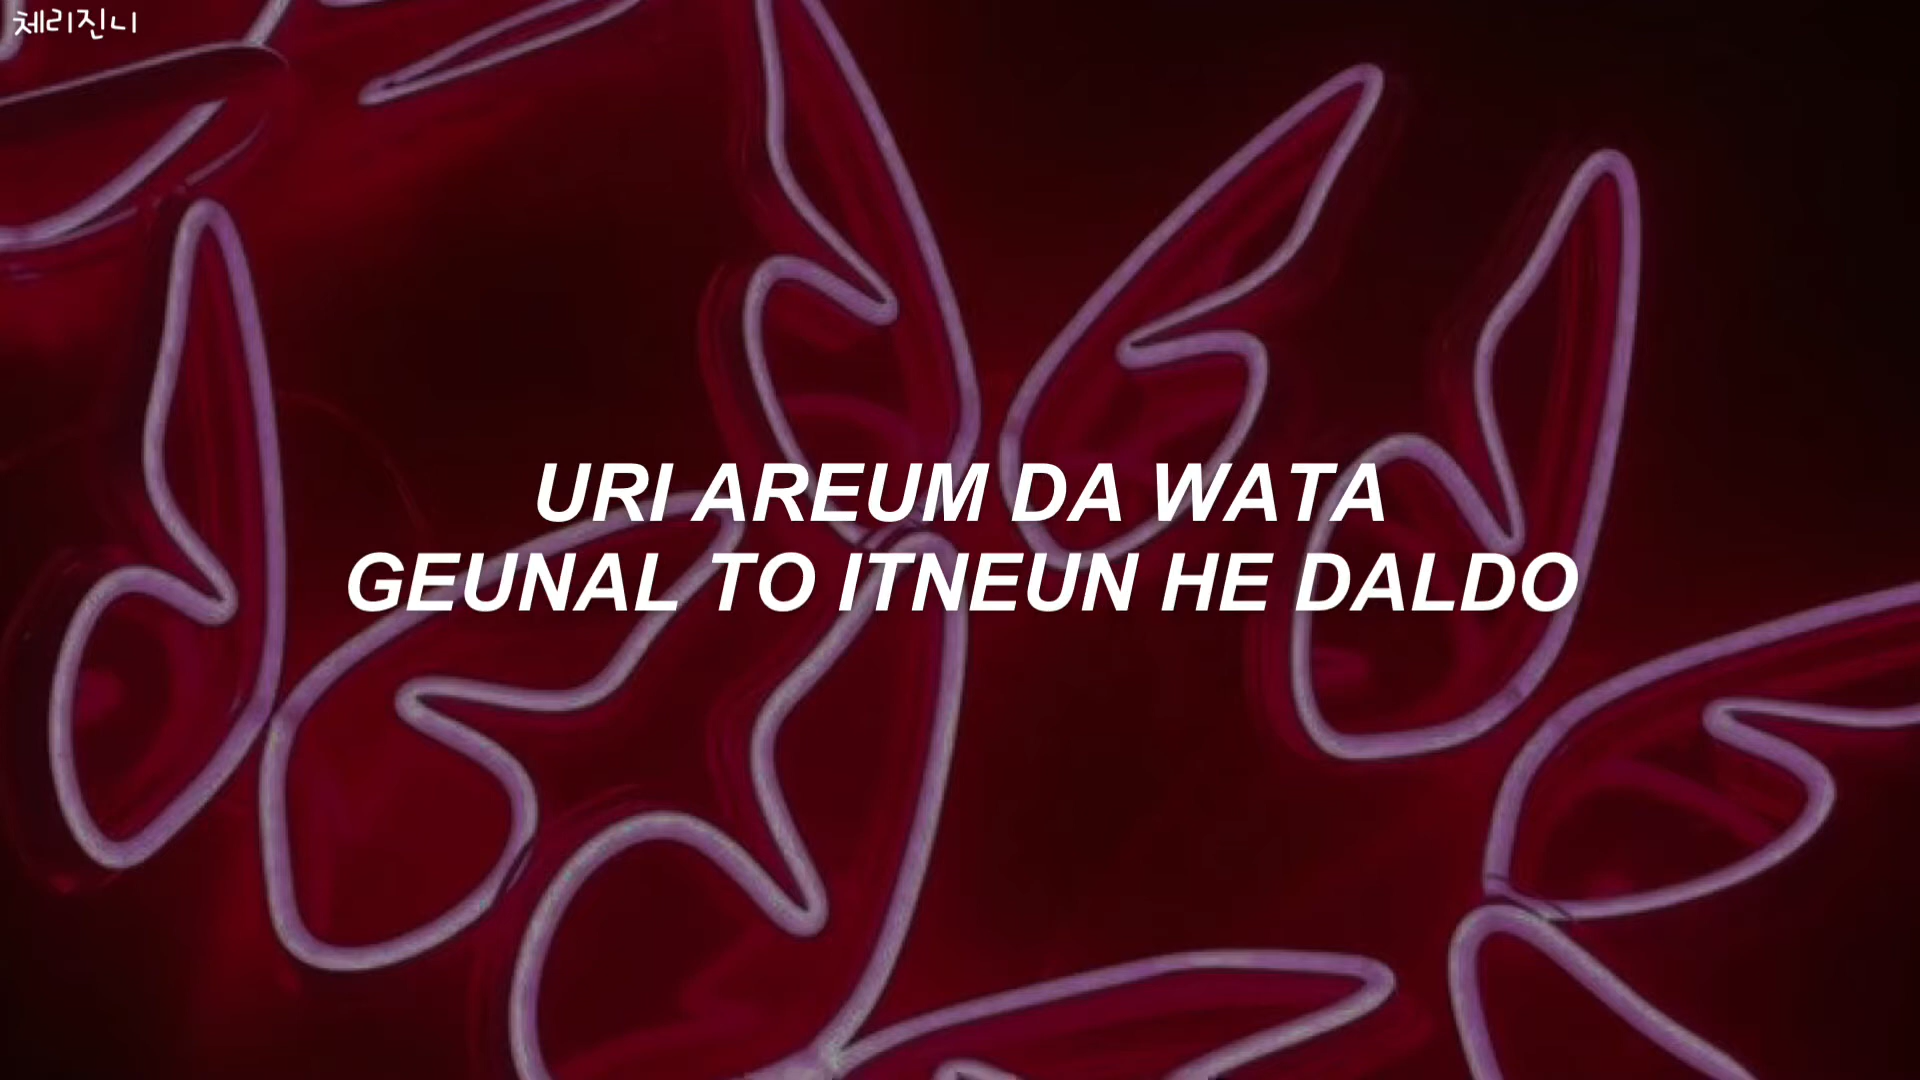 체리진니
URI AREUM DA WATA
GEUNAL TO ITNEUN HE DALDO